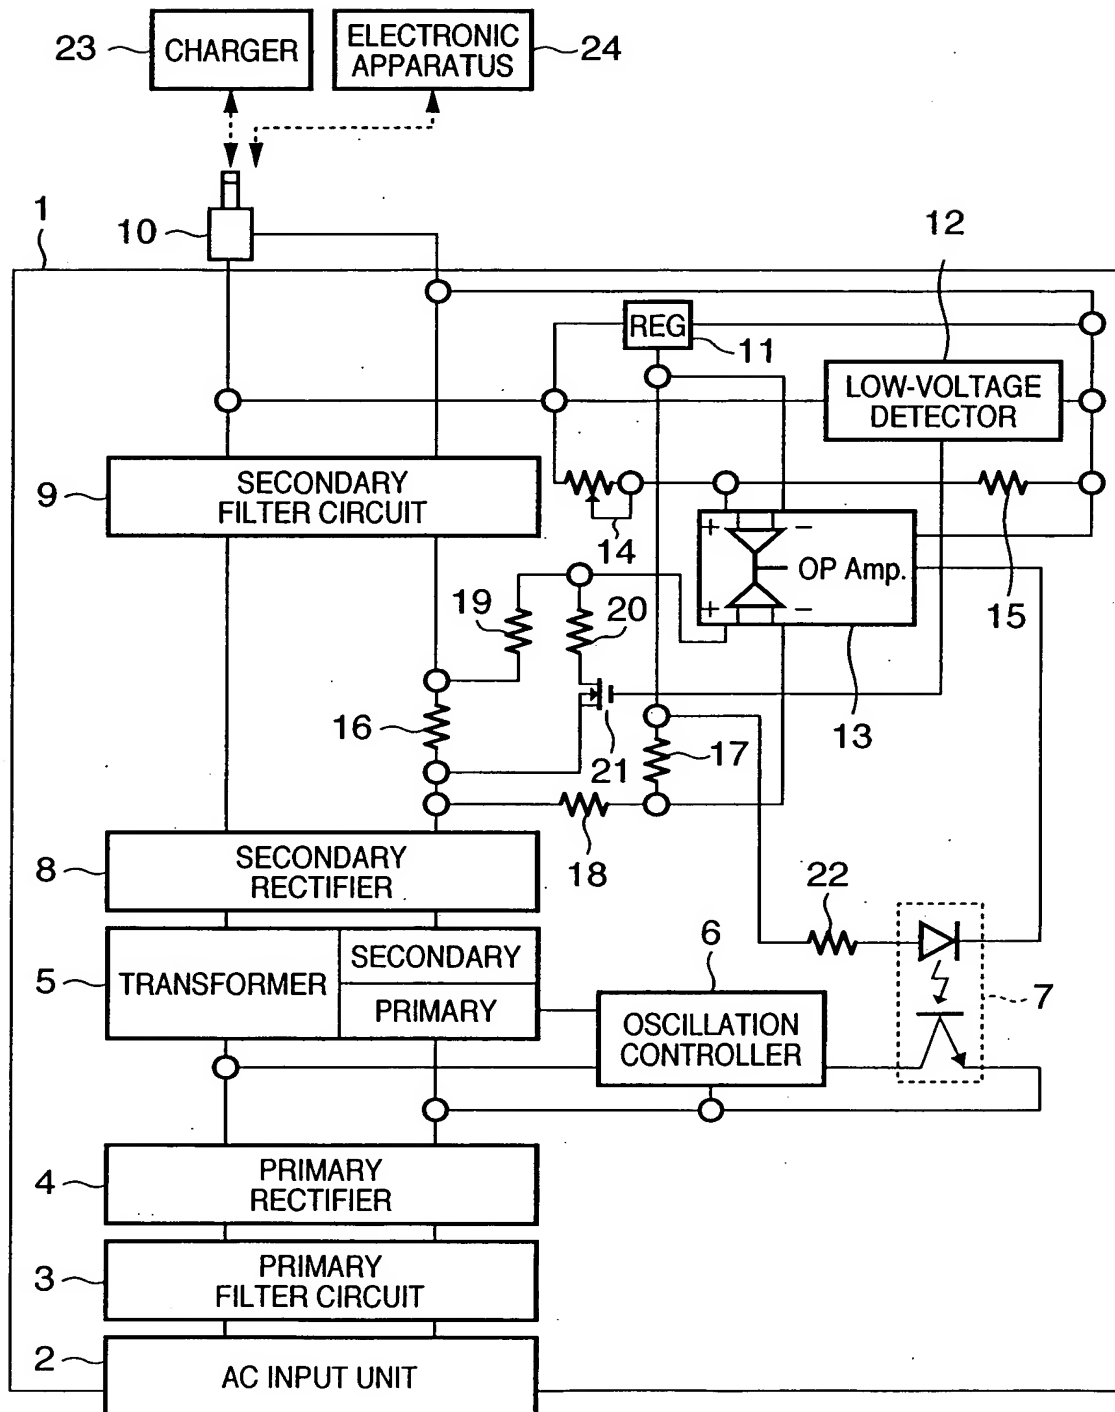 23
CHARGER
ELECTRONIC
APPARATUS
24
1
10
12
REG
11
LOW-VOLTAGE
DETECTOR
9
SECONDARY
FILTER CIRCUIT
14
+
−
OP Amp.
+
−
15
19
20
13
16
21
17
18
8
SECONDARY
RECTIFIER
22
6
5
TRANSFORMER
SECONDARY
PRIMARY
OSCILLATION
CONTROLLER
7
4
PRIMARY
RECTIFIER
3
PRIMARY
FILTER CIRCUIT
2
AC INPUT UNIT